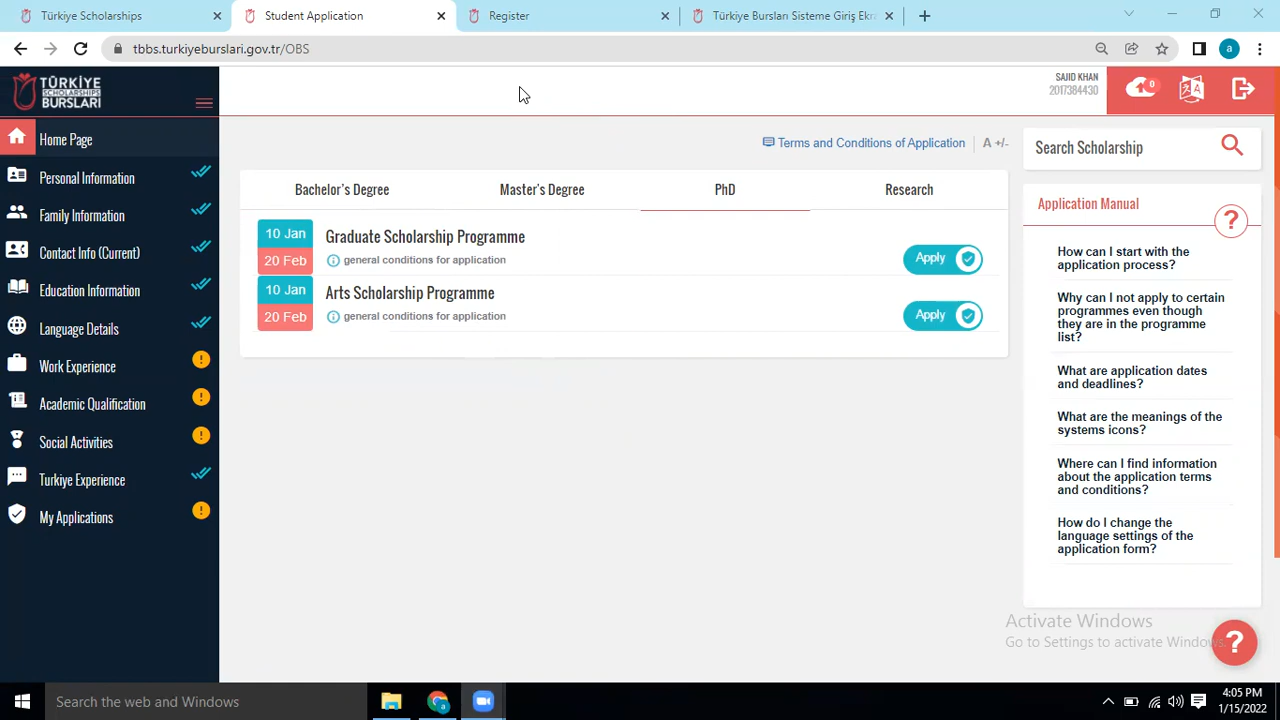 Türkiye Scholarships
Student Application
Register
Türkiye Bursları Sisteme Giriş Ekra
tbbs.turkiyeburslari.gov.tr/OBS
a
TÜRKİYE
SCHOLARSHIPS
BURSLARI
SAJID KHAN
2017384430
0
Home Page
Personal Information
Family Information
Contact Info (Current)
Education Information
Language Details
Work Experience
Academic Qualification
Social Activities
Turkiye Experience
My Applications
Terms and Conditions of Application
A +/-
Bachelor's Degree
Master's Degree
PhD
Research
10 Jan
20 Feb
Graduate Scholarship Programme
general conditions for application
Apply
10 Jan
20 Feb
Arts Scholarship Programme
general conditions for application
Apply
Search Scholarship
Application Manual
?
How can I start with the
application process?
Why can I not apply to certain
programmes even though
they are in the programme
list?
What are application dates
and deadlines?
What are the meanings of the
systems icons?
Where can I find information
about the application terms
and conditions?
How do I change the
language settings of the
application form?
Activate Windows
Go to Settings to activate Windows.
?
Search the web and Windows
4:05 PM
1/15/2022